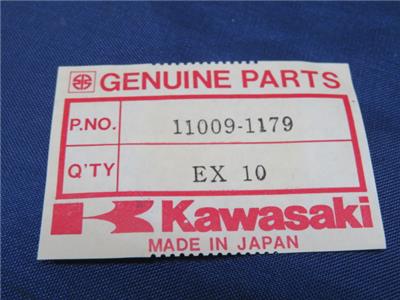 GENUINE PARTS
P.NO. 11009-1179
Q'TY EX 10
Kawasaki
MADE IN JAPAN